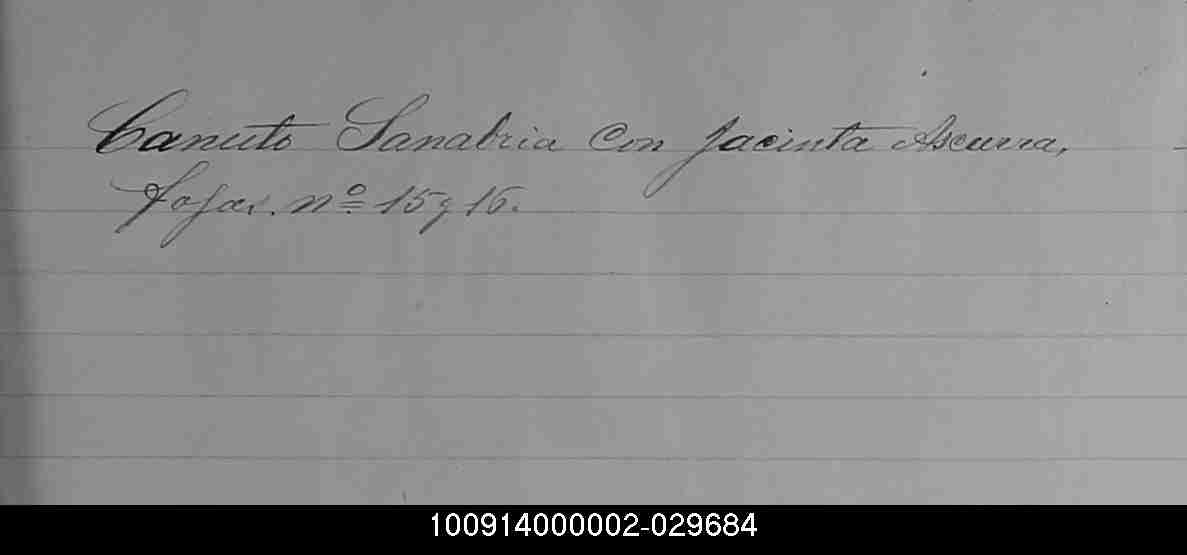 Canuto Sanabria Con Jacinta Ascurra,
fojas. Nº 15 y 16.
100914000002-029684